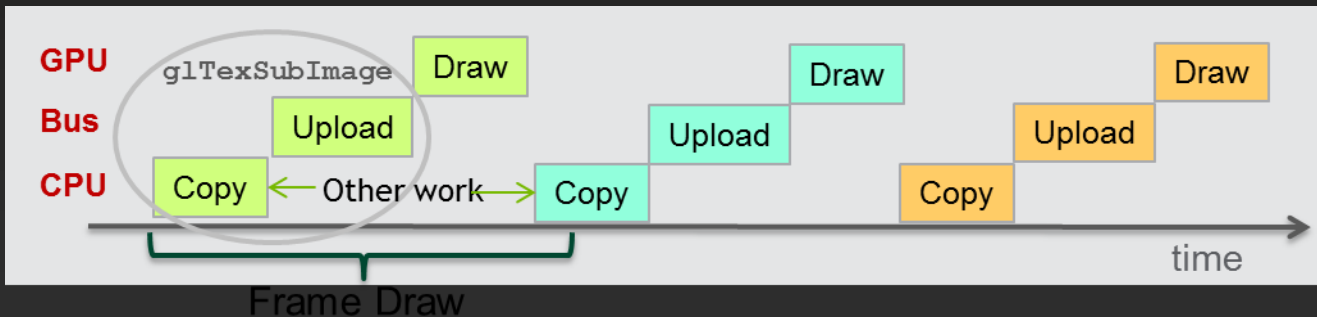 GPU
glTexSubImage
Draw
Draw
Draw
Bus
Upload
Upload
Upload
CPU
Copy
Other work
Copy
Copy
time
Frame Draw